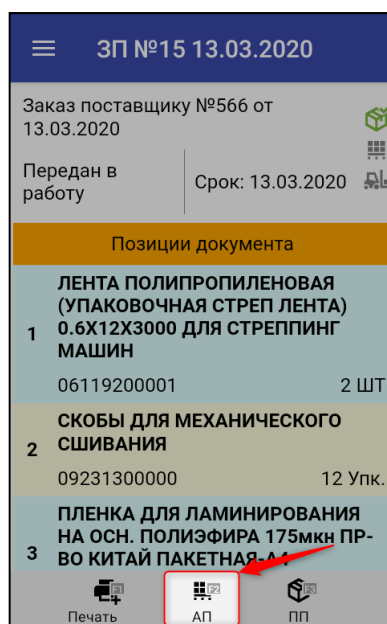 ЗП №15 13.03.2020
Заказ поставщику №566 от
13.03.2020
Передан в
работу
Срок: 13.03.2020
Позиции документа
1
ЛЕНТА ПОЛИПРОПИЛЕНОВАЯ
(УПАКОВОЧНАЯ СТРЕП ЛЕНТА)
0.6X12X3000 ДЛЯ СТРЕППИНГ
МАШИН
06119200001 2 ШТ
2
СКОБЫ ДЛЯ МЕХАНИЧЕСКОГО
СШИВАНИЯ
09231300000 12 Упк.
3
ПЛЕНКА ДЛЯ ЛАМИНИРОВАНИЯ
НА ОСН. ПОЛИЭФИРА 175мкн ПР-
ВО КИТАЙ ПАКЕТНАЯ-А4
F1 F2 F3
Печать АП ПП